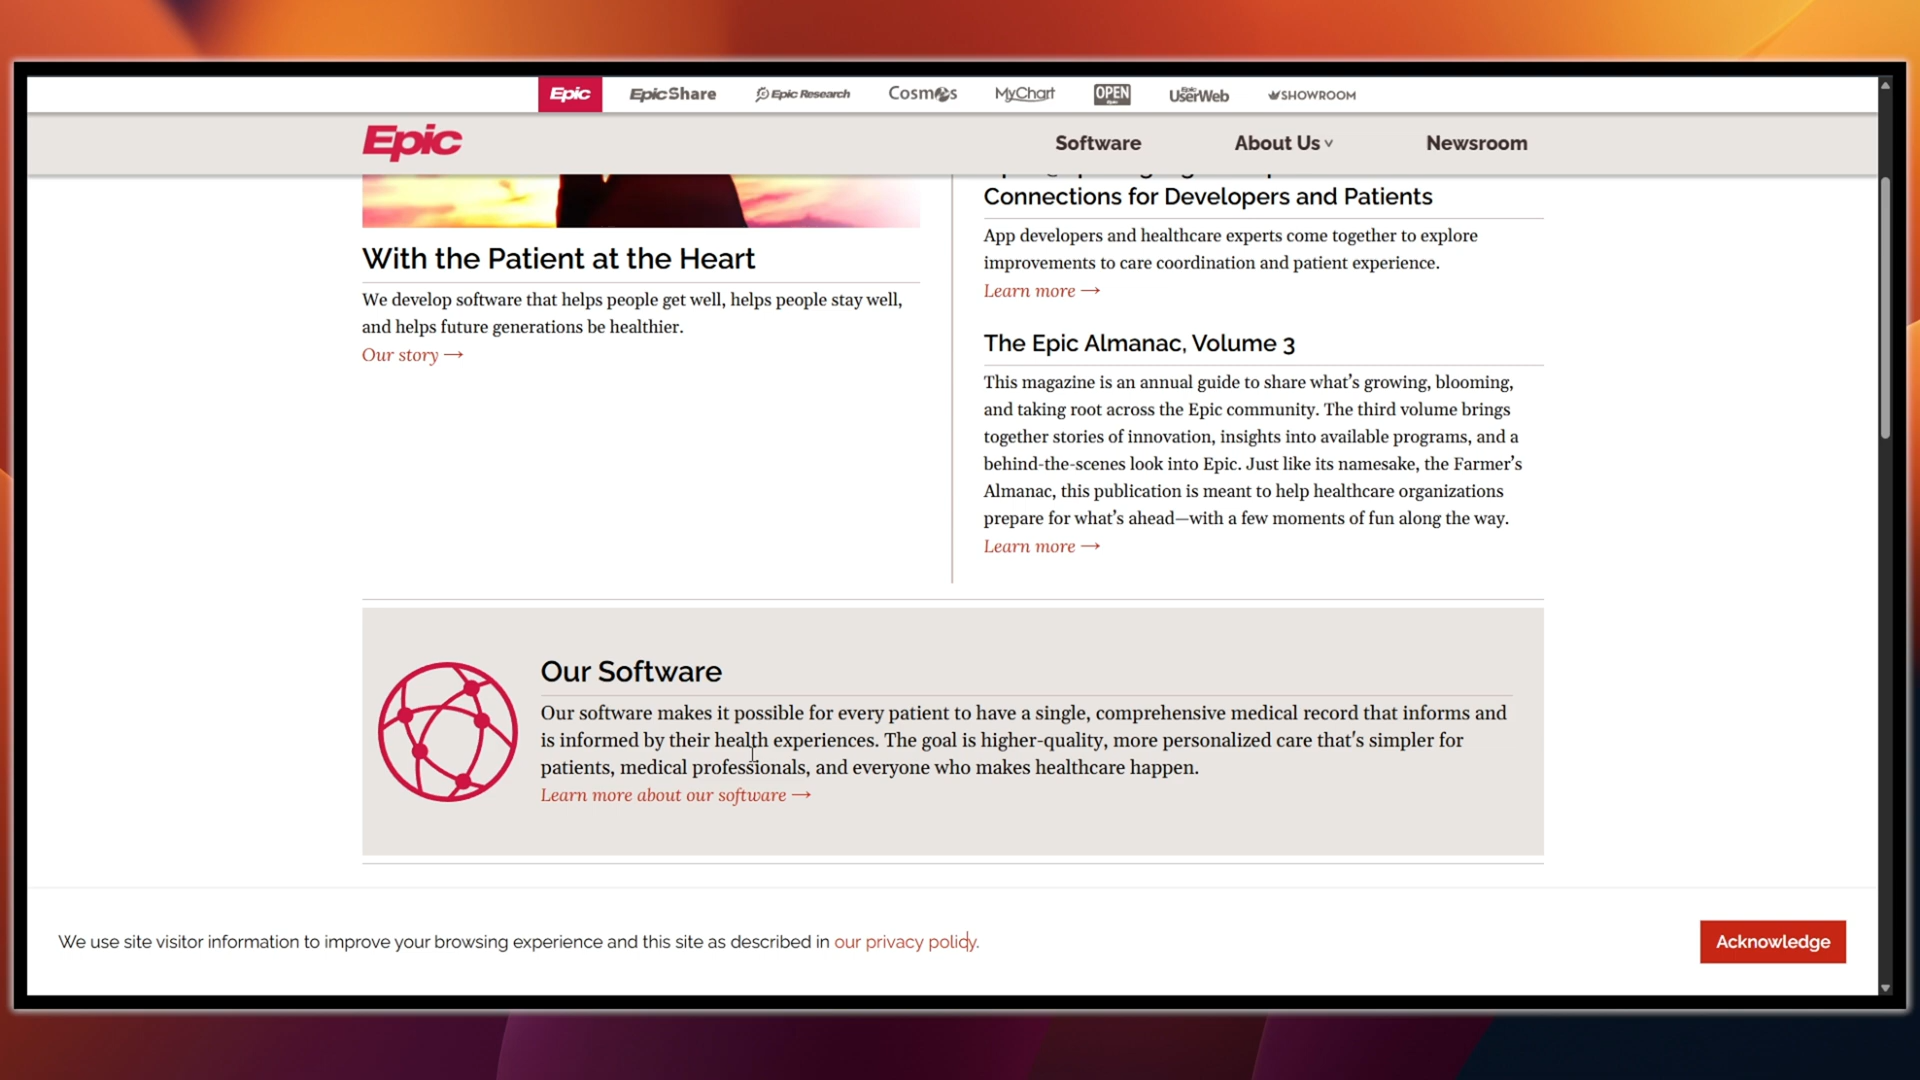 Epic
EpicShare
Epic Research
Cosmos
MyChart
OPEN
Epic
UserWeb
SHOWROOM
Epic
Software
About Us
Newsroom
With the Patient at the Heart
We develop software that helps people get well, helps people stay well,
and helps future generations be healthier.
Our story →
Connections for Developers and Patients
App developers and healthcare experts come together to explore
improvements to care coordination and patient experience.
Learn more →
The Epic Almanac, Volume 3
This magazine is an annual guide to share what’s growing, blooming,
and taking root across the Epic community. The third volume brings
together stories of innovation, insights into available programs, and a
behind-the-scenes look into Epic. Just like its namesake, the Farmer’s
Almanac, this publication is meant to help healthcare organizations
prepare for what’s ahead—with a few moments of fun along the way.
Learn more →
Our Software
Our software makes it possible for every patient to have a single, comprehensive medical record that informs and
is informed by their health experiences. The goal is higher-quality, more personalized care that's simpler for
patients, medical professionals, and everyone who makes healthcare happen.
Learn more about our software →
We use site visitor information to improve your browsing experience and this site as described in our privacy policy.
Acknowledge